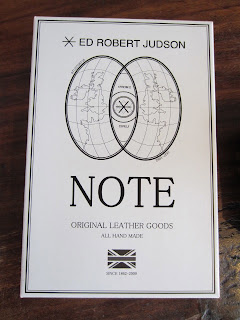 ED ROBERT JUDSON
NOTE
ORIGINAL LEATHER GOODS
ALL HAND MADE